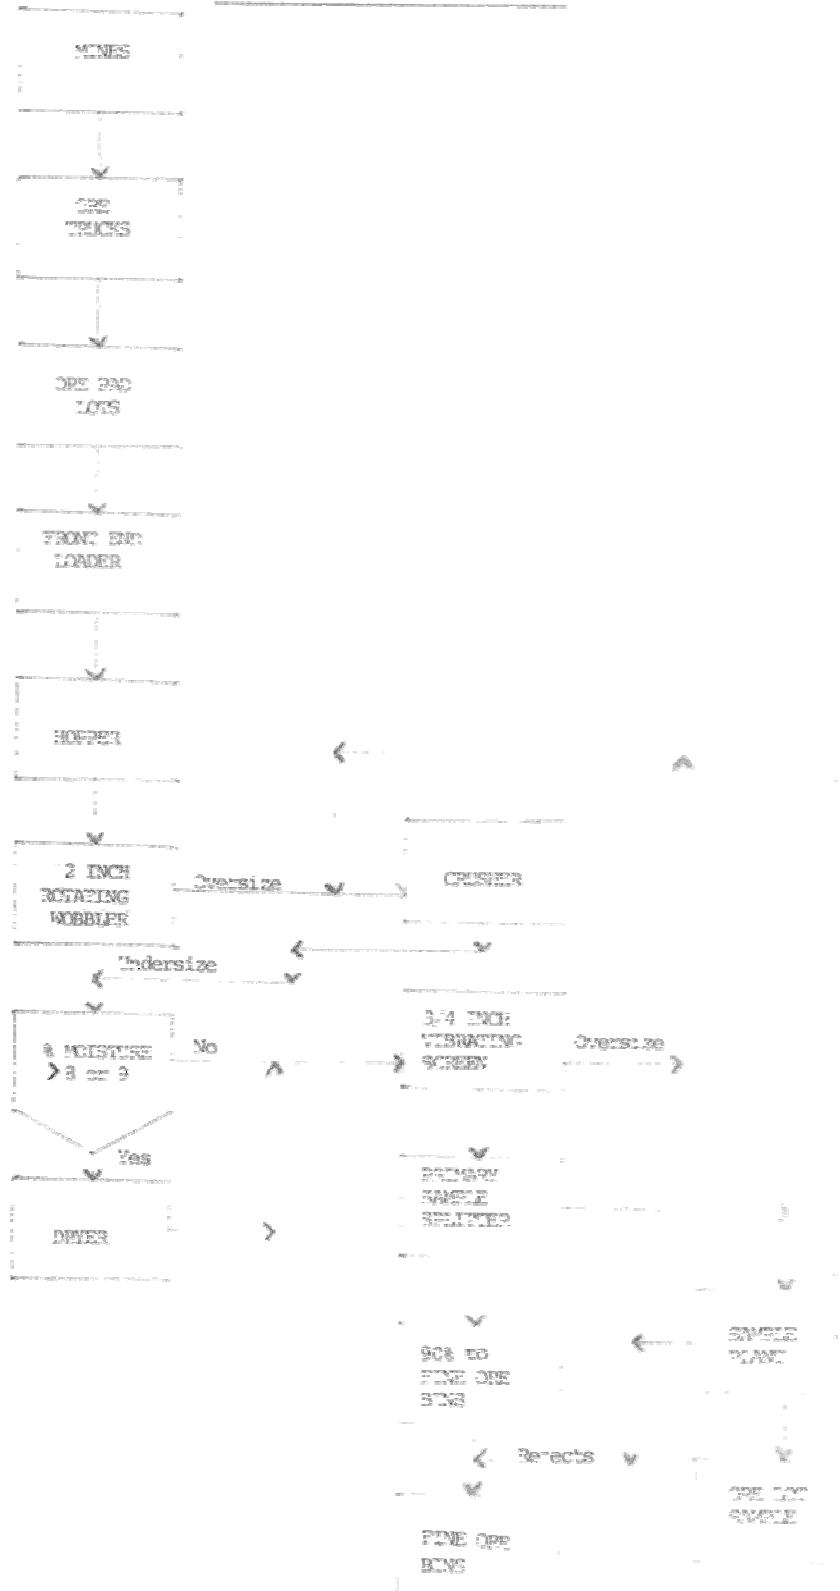 MINES
ORE
TRUCKS
ORE PAD
LOTS
FRONT END
LOADER
HOPPER
2 INCH
ROTATING
WOBBLER
Oversize
CRUSHER
Undersize
% MOISTURE
>8 or 9
No
3/4 INCH
VIBRATING
SCREEN
Oversize
Yes
DRYER
PRIMARY
SAMPLE
SPLITTER
SAMPLE
PLANT
90% to
FINE ORE
BINS
Rejects
ORE LOT
SAMPLE
FINE ORE
BINS